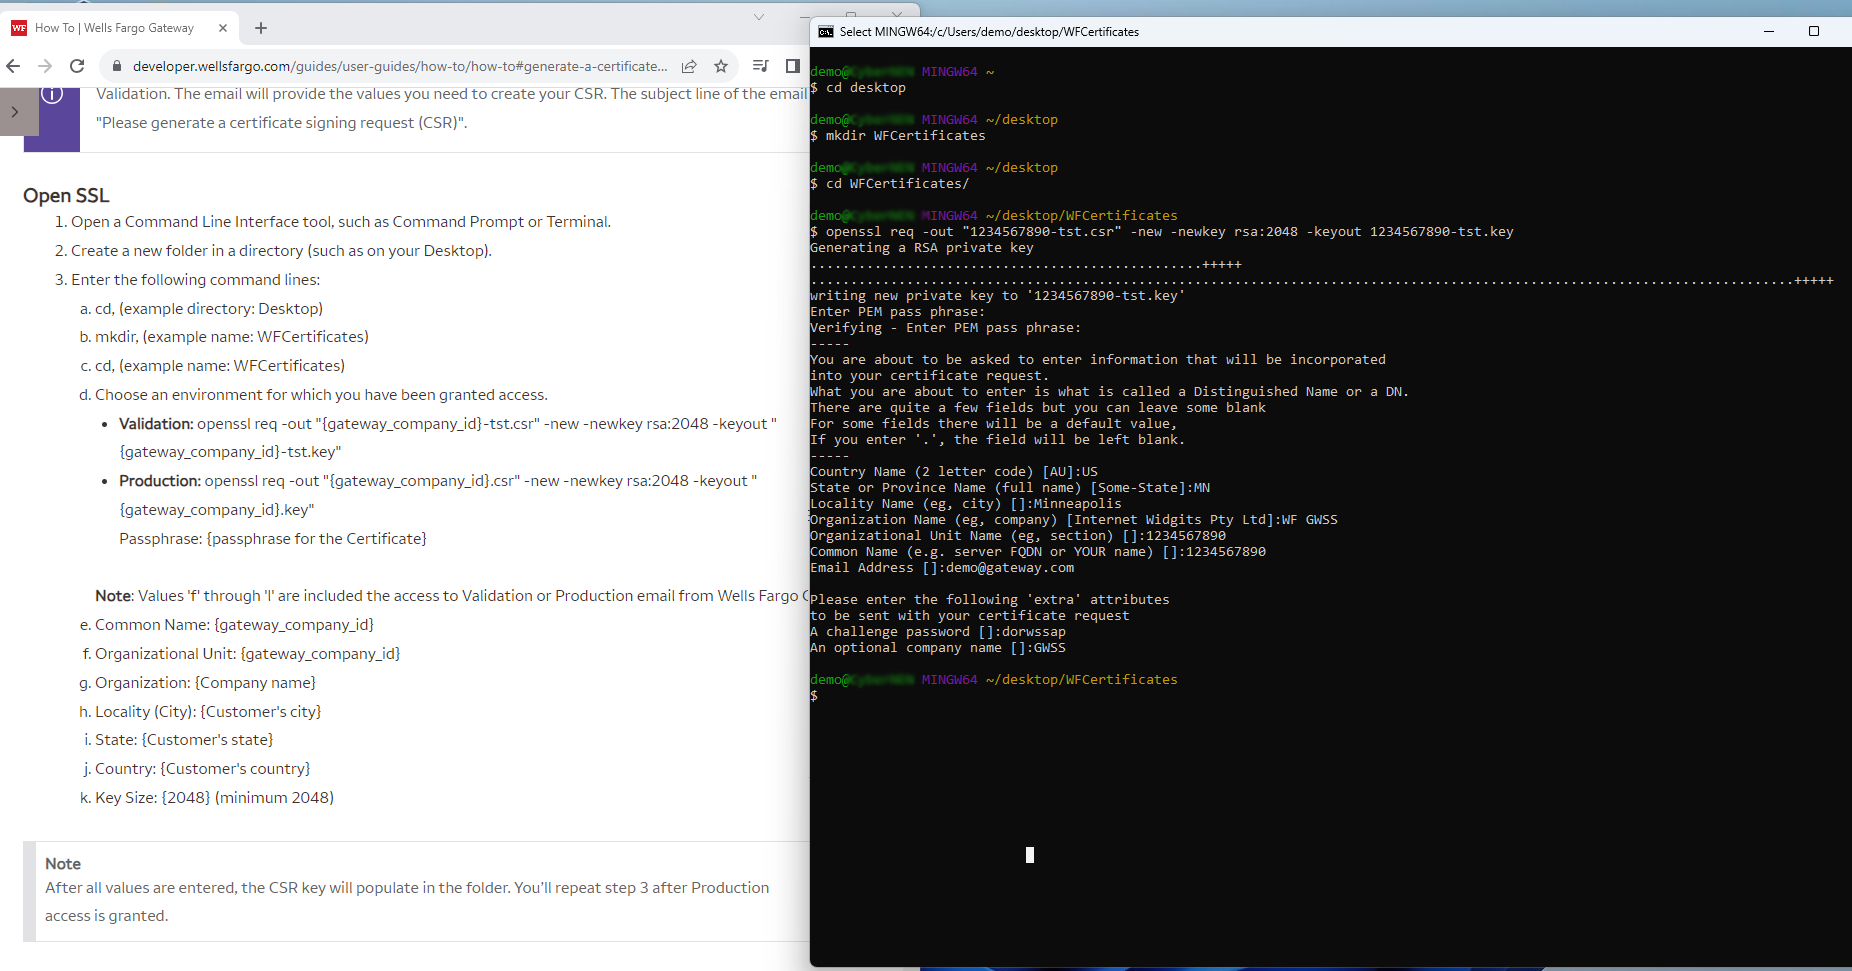 How To | Wells Fargo Gateway
developer.wellsfargo.com/guides/user-guides/how-to/how-to#generate-a-certificate...
Validation. The email will provide the values you need to create your CSR. The subject line of the email
"Please generate a certificate signing request (CSR)".
Open SSL
1. Open a Command Line Interface tool, such as Command Prompt or Terminal.
2. Create a new folder in a directory (such as on your Desktop).
3. Enter the following command lines:
a. cd, (example directory: Desktop)
b. mkdir, (example name: WFCertificates)
c. cd, (example name: WFCertificates)
d. Choose an environment for which you have been granted access.
• Validation: openssl req -out "{gateway_company_id}-tst.csr" -new -newkey rsa:2048 -keyout "
{gateway_company_id}-tst.key"
• Production: openssl req -out "{gateway_company_id}.csr" -new -newkey rsa:2048 -keyout "
{gateway_company_id}.key"
Passphrase: {passphrase for the Certificate}
Note: Values 'f' through 'l' are included the access to Validation or Production email from Wells Fargo
e. Common Name: {gateway_company_id}
f. Organizational Unit: {gateway_company_id}
g. Organization: {Company name}
h. Locality (City): {Customer's city}
i. State: {Customer's state}
j. Country: {Customer's country}
k. Key Size: {2048} (minimum 2048)
Note
After all values are entered, the CSR key will populate in the folder. You'll repeat step 3 after Production
access is granted.
Select MINGW64:/c/Users/demo/desktop/WFCertificates
demo@ MINGW64 ~
$ cd desktop
demo@ MINGW64 ~/desktop
$ mkdir WFCertificates
demo@ MINGW64 ~/desktop
$ cd WFCertificates/
demo@ MINGW64 ~/desktop/WFCertificates
$ openssl req -out "1234567890-tst.csr" -new -newkey rsa:2048 -keyout 1234567890-tst.key
Generating a RSA private key
.................................................+++++
...........................................................................................................................+++++
writing new private key to '1234567890-tst.key'
Enter PEM pass phrase:
Verifying - Enter PEM pass phrase:
-----
You are about to be asked to enter information that will be incorporated
into your certificate request.
What you are about to enter is what is called a Distinguished Name or a DN.
There are quite a few fields but you can leave some blank
For some fields there will be a default value,
If you enter '.', the field will be left blank.
-----
Country Name (2 letter code) [AU]:US
State or Province Name (full name) [Some-State]:MN
Locality Name (eg, city) []:Minneapolis
Organization Name (eg, company) [Internet Widgits Pty Ltd]:WF GWSS
Organizational Unit Name (eg, section) []:1234567890
Common Name (e.g. server FQDN or YOUR name) []:1234567890
Email Address []:demo@gateway.com
Please enter the following 'extra' attributes
to be sent with your certificate request
A challenge password []:dorwssap
An optional company name []:GWSS
demo@ MINGW64 ~/desktop/WFCertificates
$